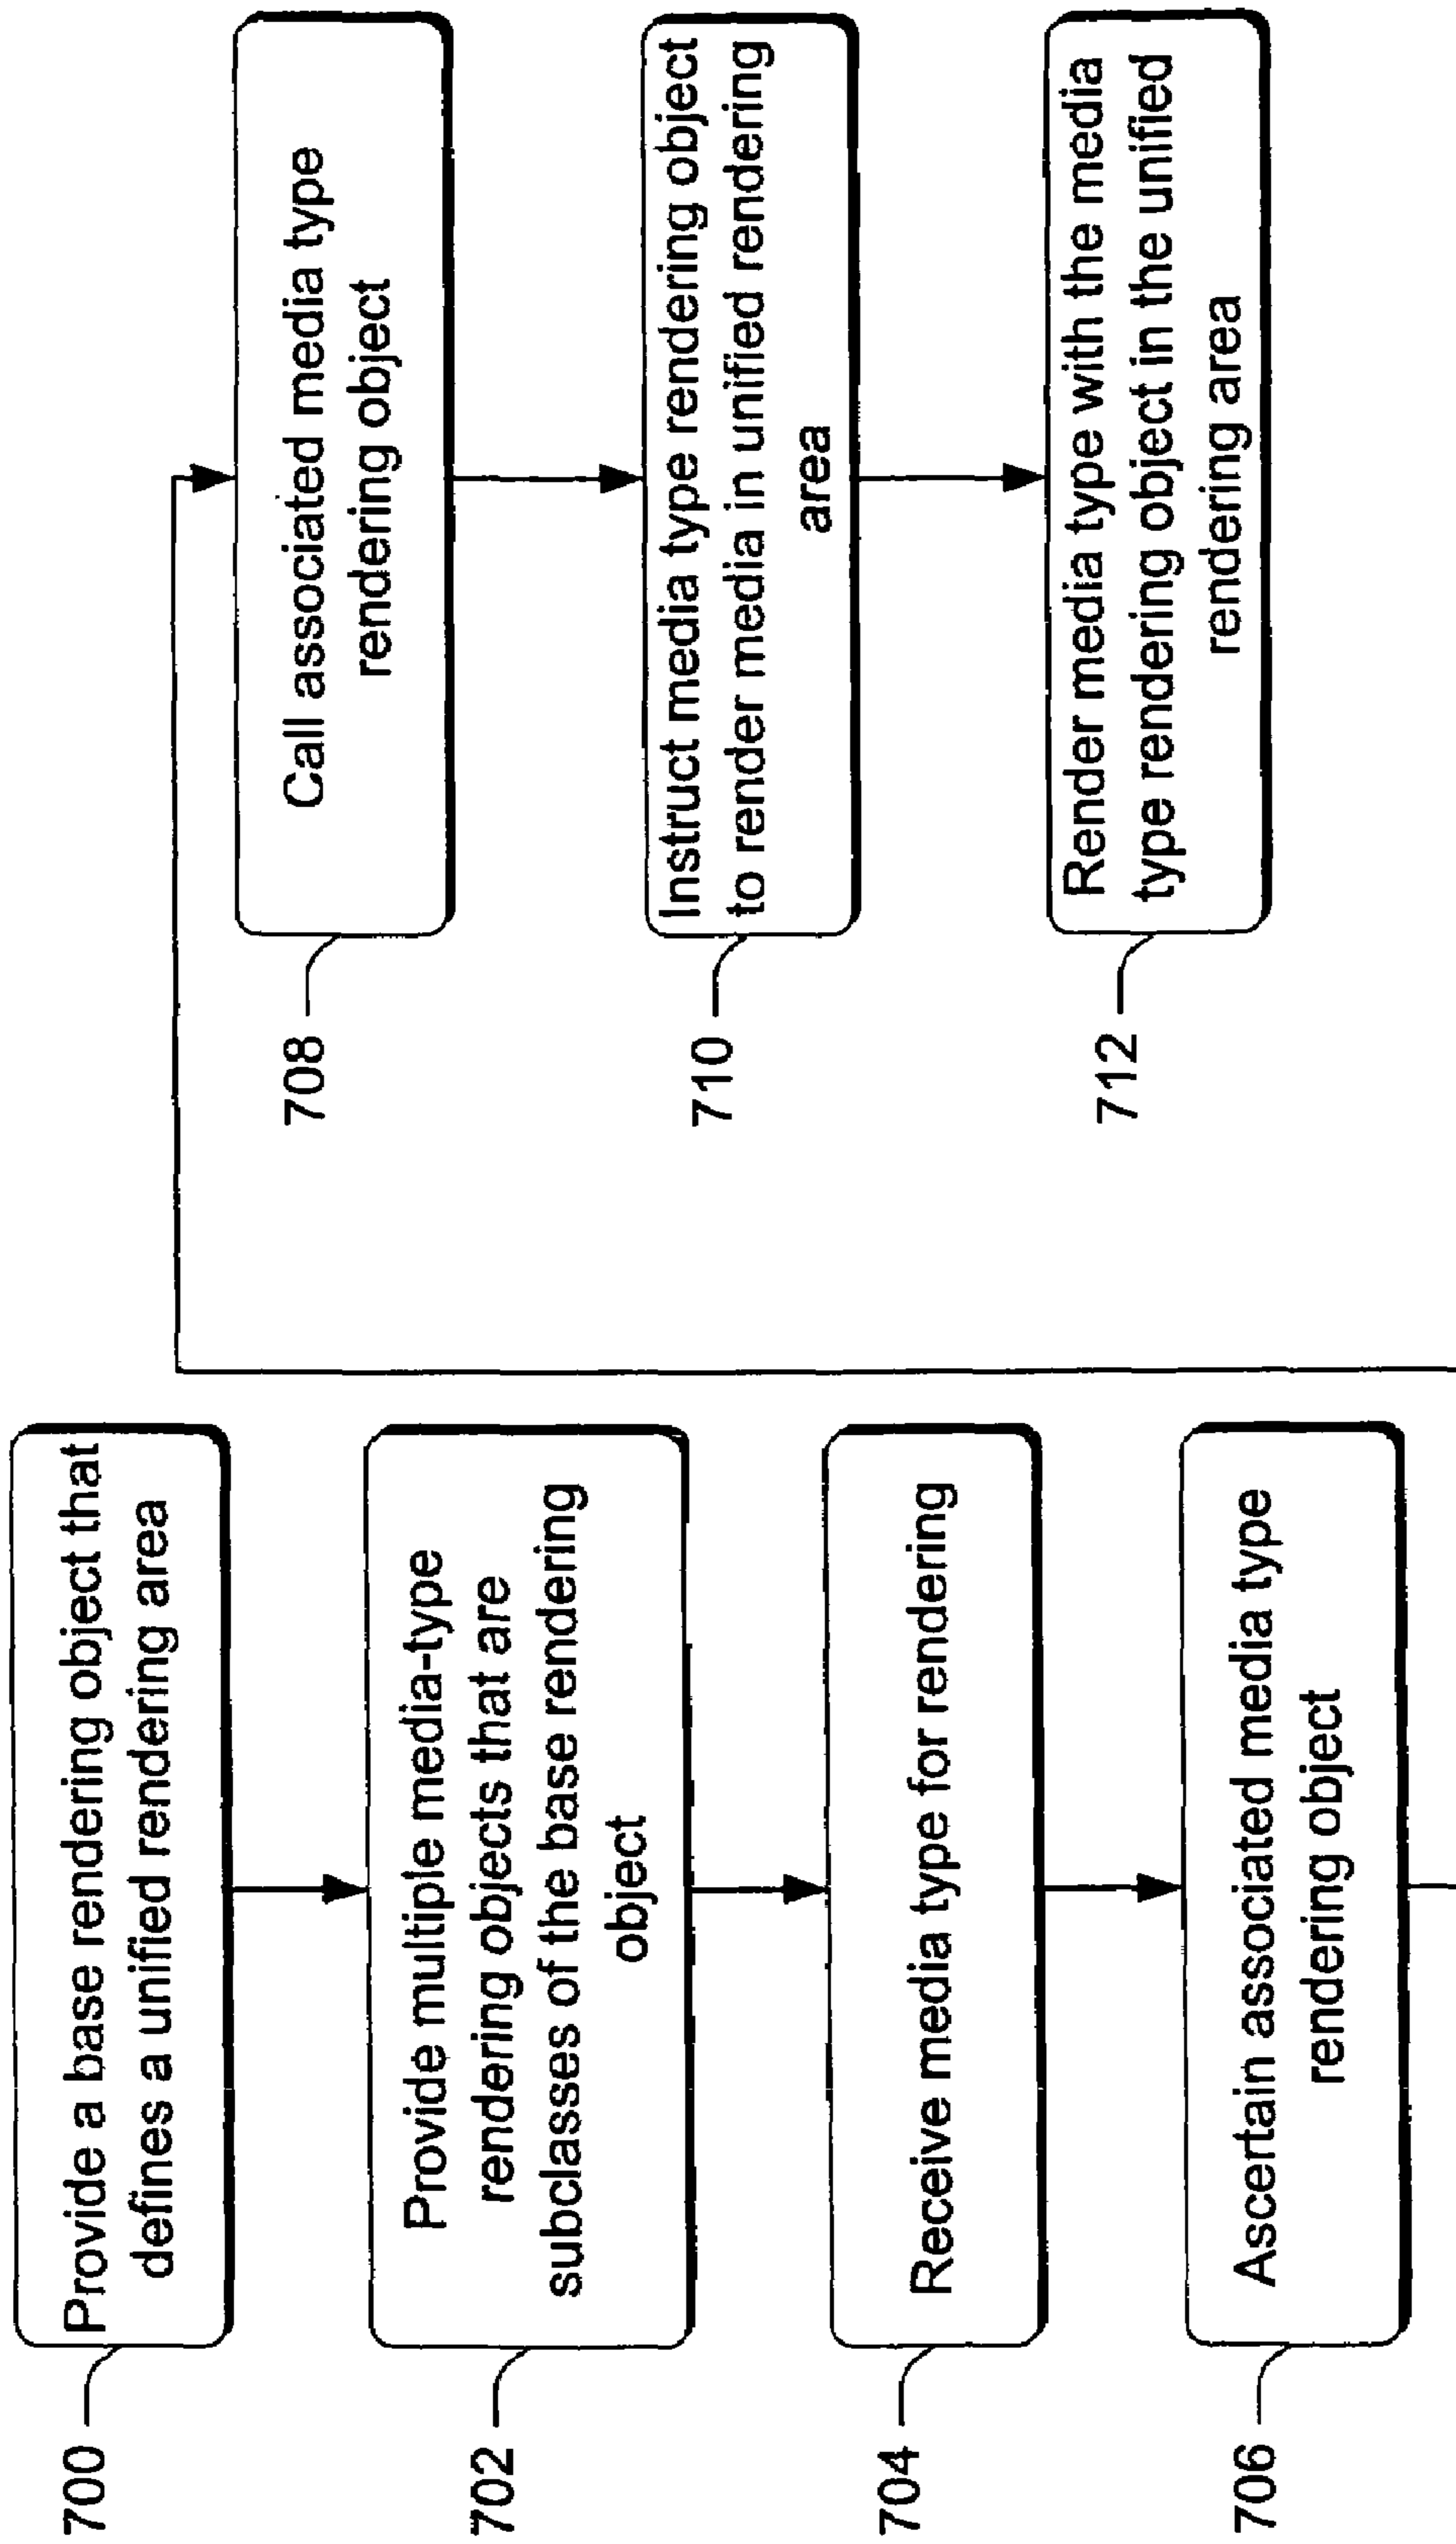 700
Provide a base rendering object that
defines a unified rendering area
702
Provide multiple media-type
rendering objects that are
subclasses of the base rendering
object
704
Receive media type for rendering
706
Ascertain associated media type
rendering object
708
Call associated media type
rendering object
710
Instruct media type rendering object
to render media in unified rendering
area
712
Render media type with the media
type rendering object in the unified
rendering area